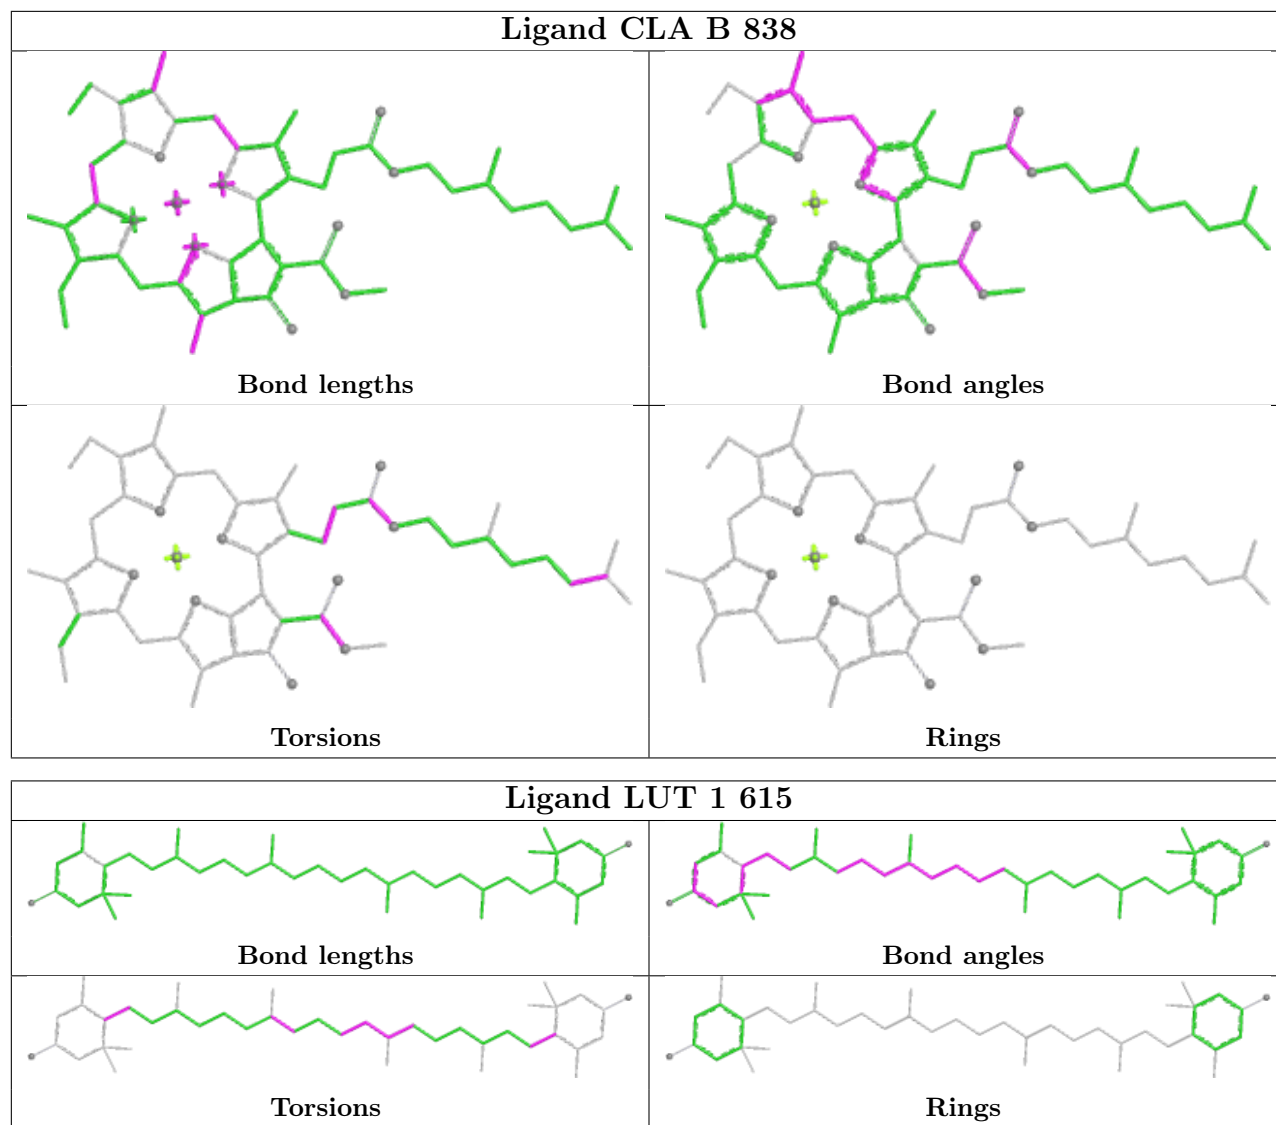 Ligand CLA B 838
Bond lengths
Bond angles
Torsions
Rings
Ligand LUT 1 615
Bond lengths
Bond angles
Torsions
Rings